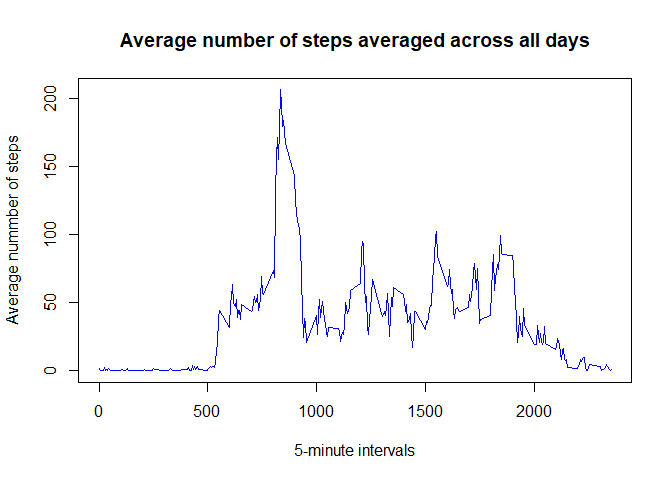 Average number of steps averaged across all days
Average nummber of steps
200
150
100
50
0
0 500 1000 1500 2000
5-minute intervals